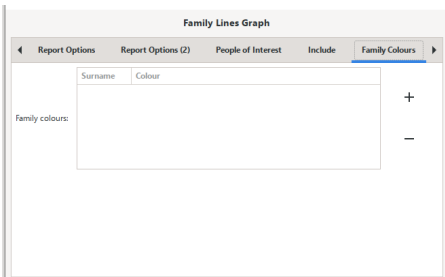 Family Lines Graph
Report Options Report Options (2) People of Interest Include Family Colours
Surname Colour
Family colours: